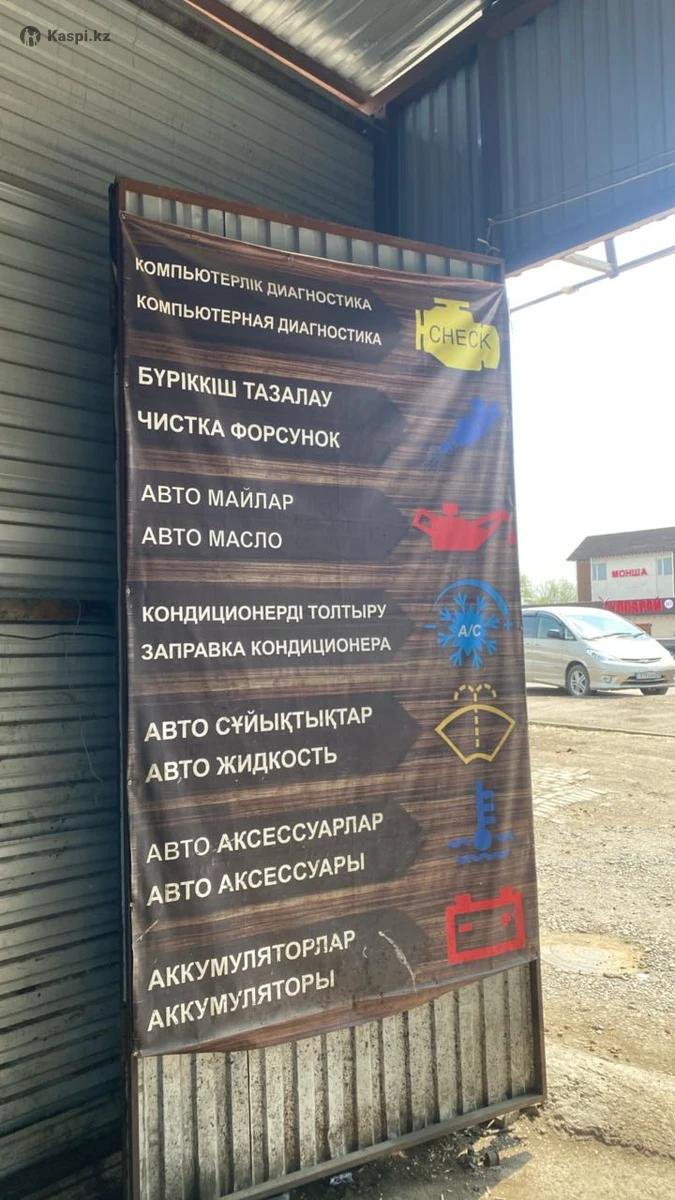 Kaspi.kz
КОМПЬЮТЕРЛІК ДИАГНОСТИКА
КОМПЬЮТЕРНАЯ ДИАГНОСТИКА
CHECK
БҮРІККІШ ТАЗАЛАУ
ЧИСТКА ФОРСУНОК
АВТО МАЙЛАР
АВТО МАСЛО
КОНДИЦИОНЕРДІ ТОЛТЫРУ
ЗАПРАВКА КОНДИЦИОНЕРА
A/C
АВТО СҰЙЫҚТЫҚТАР
АВТО ЖИДКОСТЬ
АВТО АКСЕССУАРЛАР
АВТО АКСЕССУАРЫ
АККУМУЛЯТОРЛАР
АККУМУЛЯТОРЫ
МОНША